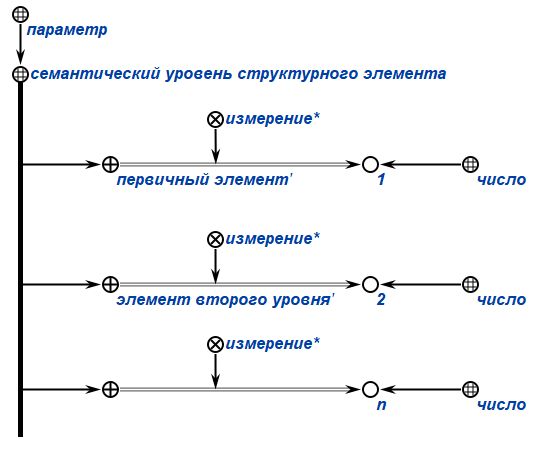 параметр
семантический уровень структурного элемента
измерение*
первичный элемент'
1
число
измерение*
элемент второго уровня'
2
число
измерение*
n
число